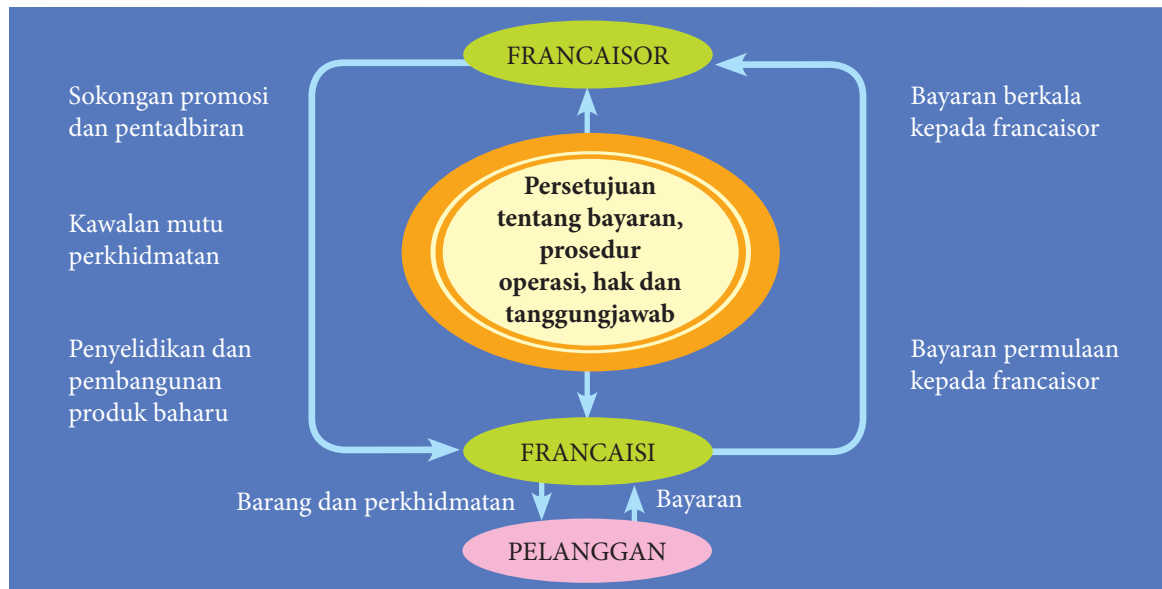 FRANCAISOR
Sokongan promosi
dan pentadbiran
Kawalan mutu
perkhidmatan
Penyelidikan dan
pembangunan
produk baharu
Persetujuan
tentang bayaran,
prosedur
operasi, hak dan
tanggungjawab
Bayaran berkala
kepada francaisor
Bayaran permulaan
kepada francaisor
FRANCAISI
Barang dan perkhidmatan
Bayaran
PELANGGAN